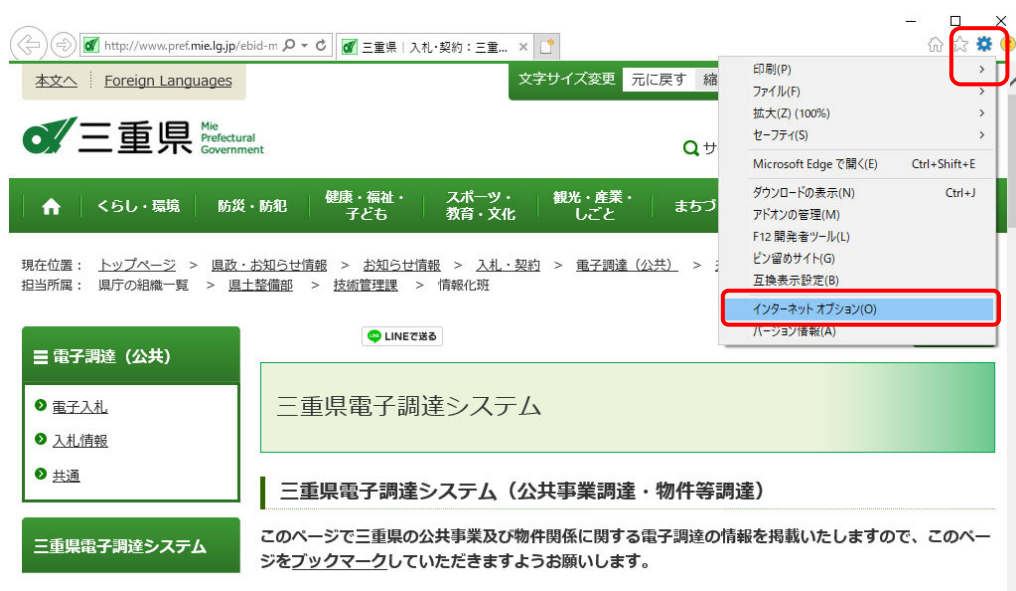 http://www.pref.mie.lg.jp/ebid-m
三重県｜入札・契約：三重...
本文へ Foreign Languages
文字サイズ変更 元に戻す 縮
三重県 Mie Prefectural Government
サ
くらし・環境 防災・防犯 健康・福祉・子ども スポーツ・教育・文化 観光・産業・しごと まちづ
現在位置： トップページ > 県政・お知らせ情報 > お知らせ情報 > 入札・契約 > 電子調達（公共） >
担当所属： 県庁の組織一覧 > 県土整備部 > 技術管理課 > 情報化班
印刷(P)
ファイル(F)
拡大(Z) (100%)
セーフティ(S)
Microsoft Edge で開く(E) Ctrl+Shift+E
ダウンロードの表示(N) Ctrl+J
アドオンの管理(M)
F12 開発者ツール(L)
ピン留めサイト(G)
互換表示設定(B)
インターネット オプション(O)
バージョン情報(A)
LINEで送る
電子調達（公共）
電子入札
入札情報
共通
三重県電子調達システム
三重県電子調達システム
三重県電子調達システム（公共事業調達・物件等調達）
このページで三重県の公共事業及び物件関係に関する電子調達の情報を掲載いたしますので、このペー
ジをブックマークしていただきますようお願いします。